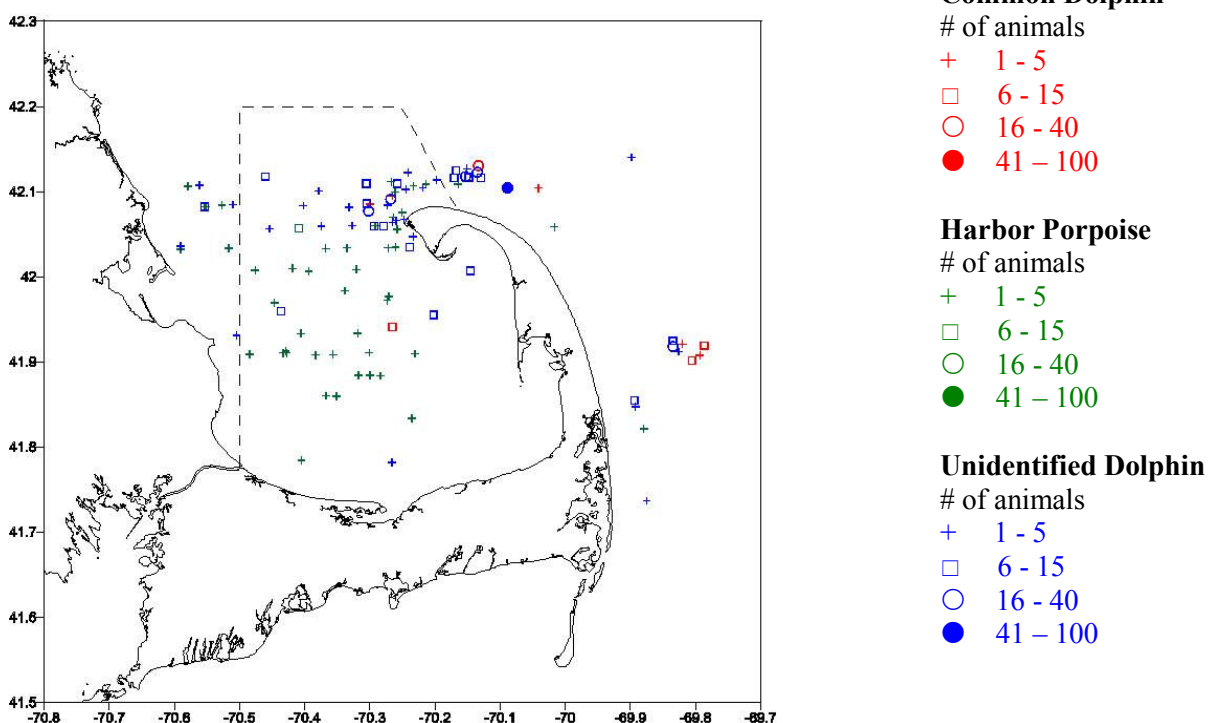 Common Dolphin
# of animals
+ 1 - 5
□ 6 - 15
○ 16 - 40
● 41 – 100
Harbor Porpoise
# of animals
+ 1 - 5
□ 6 - 15
○ 16 - 40
● 41 – 100
Unidentified Dolphin
# of animals
+ 1 - 5
□ 6 - 15
○ 16 - 40
● 41 – 100
42.3
42.2
42.1
42
41.9
41.8
41.7
41.6
41.5
-70.8 -70.7 -70.6 -70.5 -70.4 -70.3 -70.2 -70.1 -70 -69.9 -69.8 -69.7